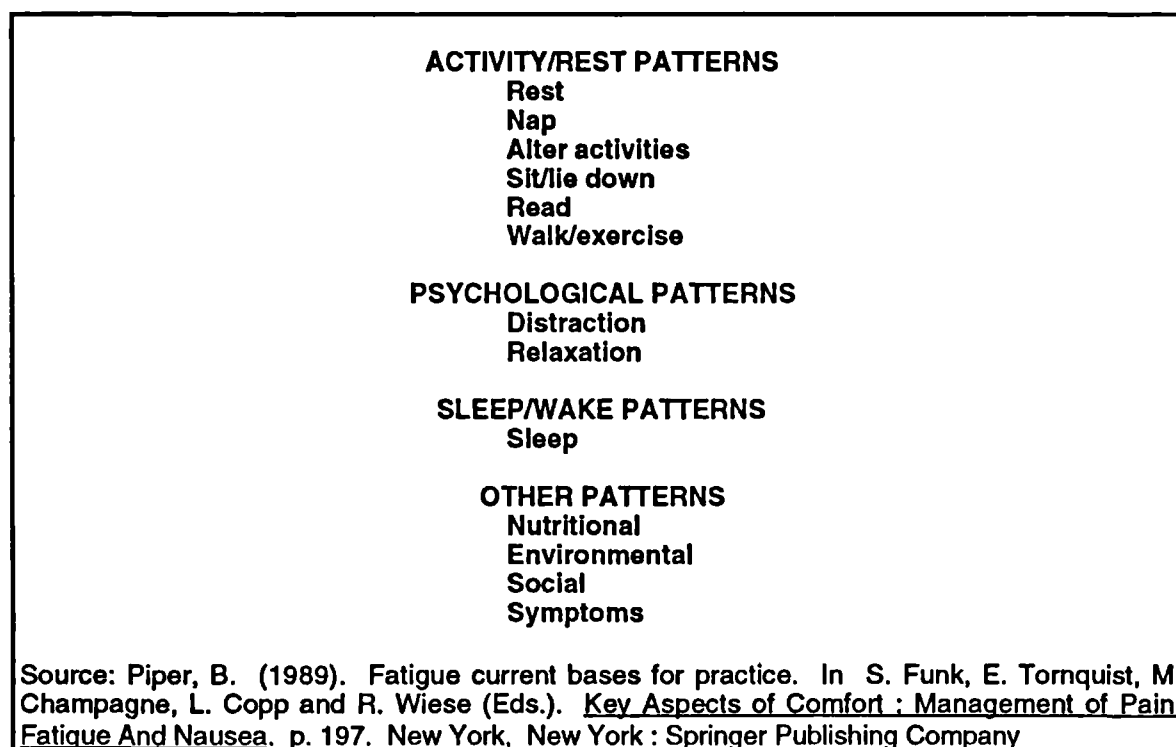 ACTIVITY/REST PATTERNS
Rest
Nap
Alter activities
Sit/lie down
Read
Walk/exercise
PSYCHOLOGICAL PATTERNS
Distraction
Relaxation
SLEEP/WAKE PATTERNS
Sleep
OTHER PATTERNS
Nutritional
Environmental
Social
Symptoms
Source: Piper, B. (1989). Fatigue current bases for practice. In S. Funk, E. Tornquist, M
Champagne, L. Copp and R. Wiese (Eds.). Key Aspects of Comfort : Management of Pain
Fatigue And Nausea. p. 197. New York, New York : Springer Publishing Company